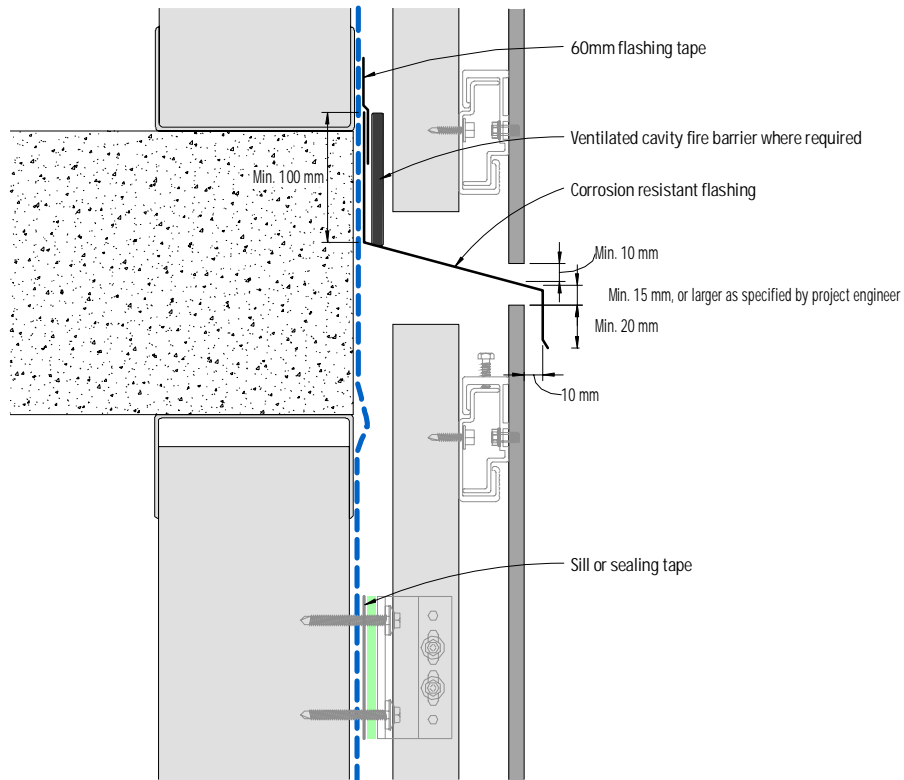 60mm flashing tape
Ventilated cavity fire barrier where required
Min. 100 mm
Corrosion resistant flashing
Min. 10 mm
Min. 15 mm, or larger as specified by project engineer
Min. 20 mm
10 mm
Sill or sealing tape